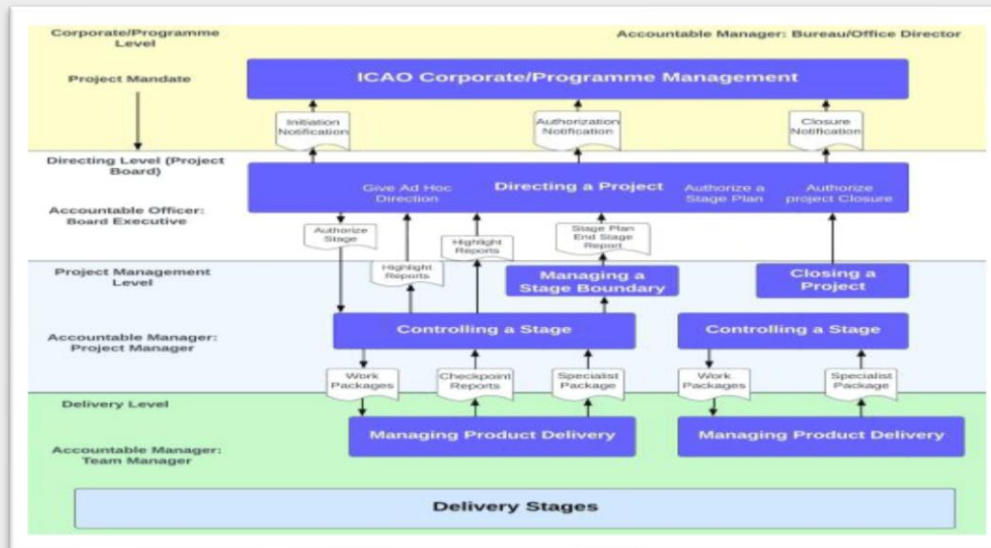 Corporate/Programme
Level
Accountable Manager: Bureau/Office Director
Project Mandate
ICAO Corporate/Programme Management
Initiation
Notification
Authorization
Notification
Closure
Notification
Directing Level (Project
Board)
Give Ad Hoc
Direction
Directing a Project
Authorize a
Stage Plan
Authorize
project Closure
Accountable Officer:
Board Executive
Authorize
Stage
Highlight
Reports
Highlight
Reports
Stage Plan
End Stage
Report
Project Management
Level
Managing a
Stage Boundary
Closing a
Project
Accountable Manager:
Project Manager
Controlling a Stage
Controlling a Stage
Work
Packages
Checkpoint
Reports
Specialist
Package
Work
Packages
Specialist
Package
Delivery Level
Accountable Manager:
Team Manager
Managing Product Delivery
Managing Product Delivery
Delivery Stages